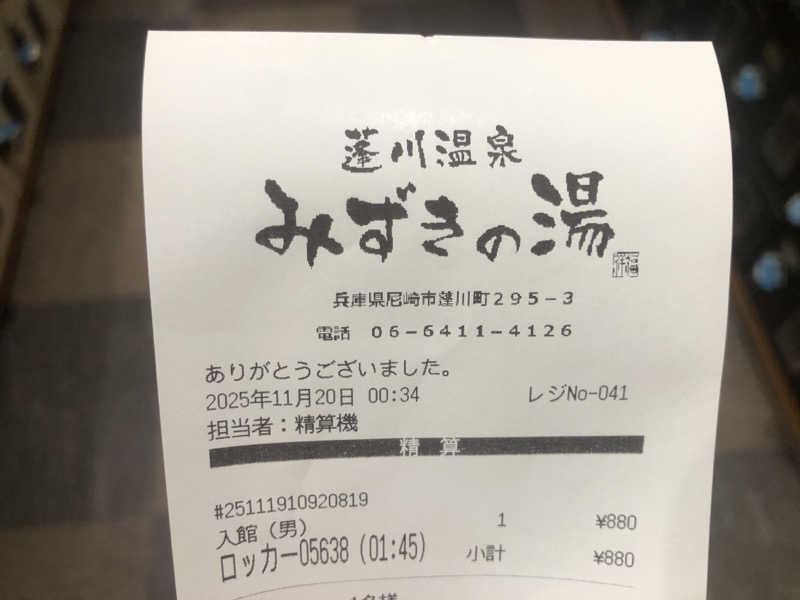 蓬川温泉
みずきの湯
兵庫県尼崎市蓬川町295-3
電話 06-6411-4126
ありがとうございました。
2025年11月20日 00:34 レジNo-041
担当者：精算機
精 算
#25111910920819
入館（男） 1 ¥880
ロッカー05638 (01:45) 小計 ¥880
1名様